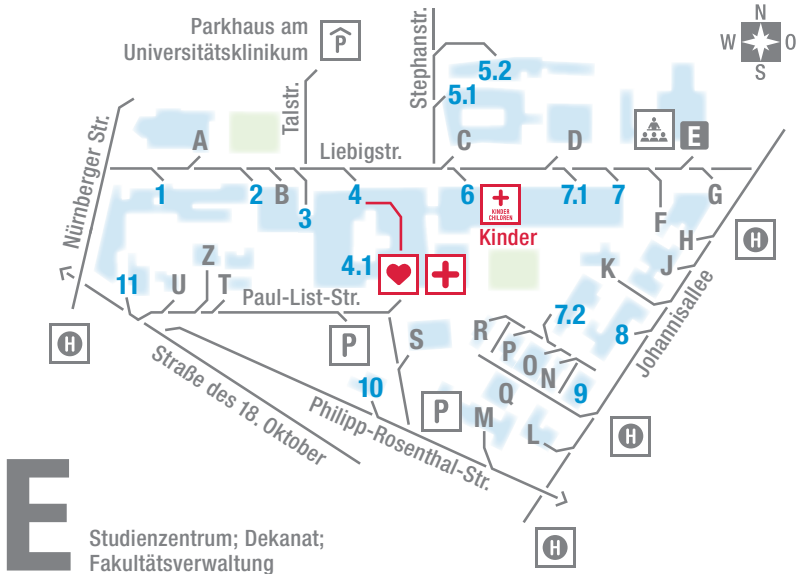 Parkhaus am
Universitätsklinikum
P
N
W
O
S
Stephanstr.
5.2
5.1
Talstr.
Nürnberger Str.
A
Liebigstr.
C
D
E
1
2
B
3
4
6
KINDER
CHILDREN
Kinder
7.1
7
F
G
H
H
J
K
Z
4.1
11
U
T
Paul-List-Str.
H
P
S
R
P
O
N
7.2
8
Johannisallee
9
Q
10
P
M
L
H
Straße des 18. Oktober
Philipp-Rosenthal-Str.
H
E
Studienzentrum; Dekanat;
Fakultätsverwaltung